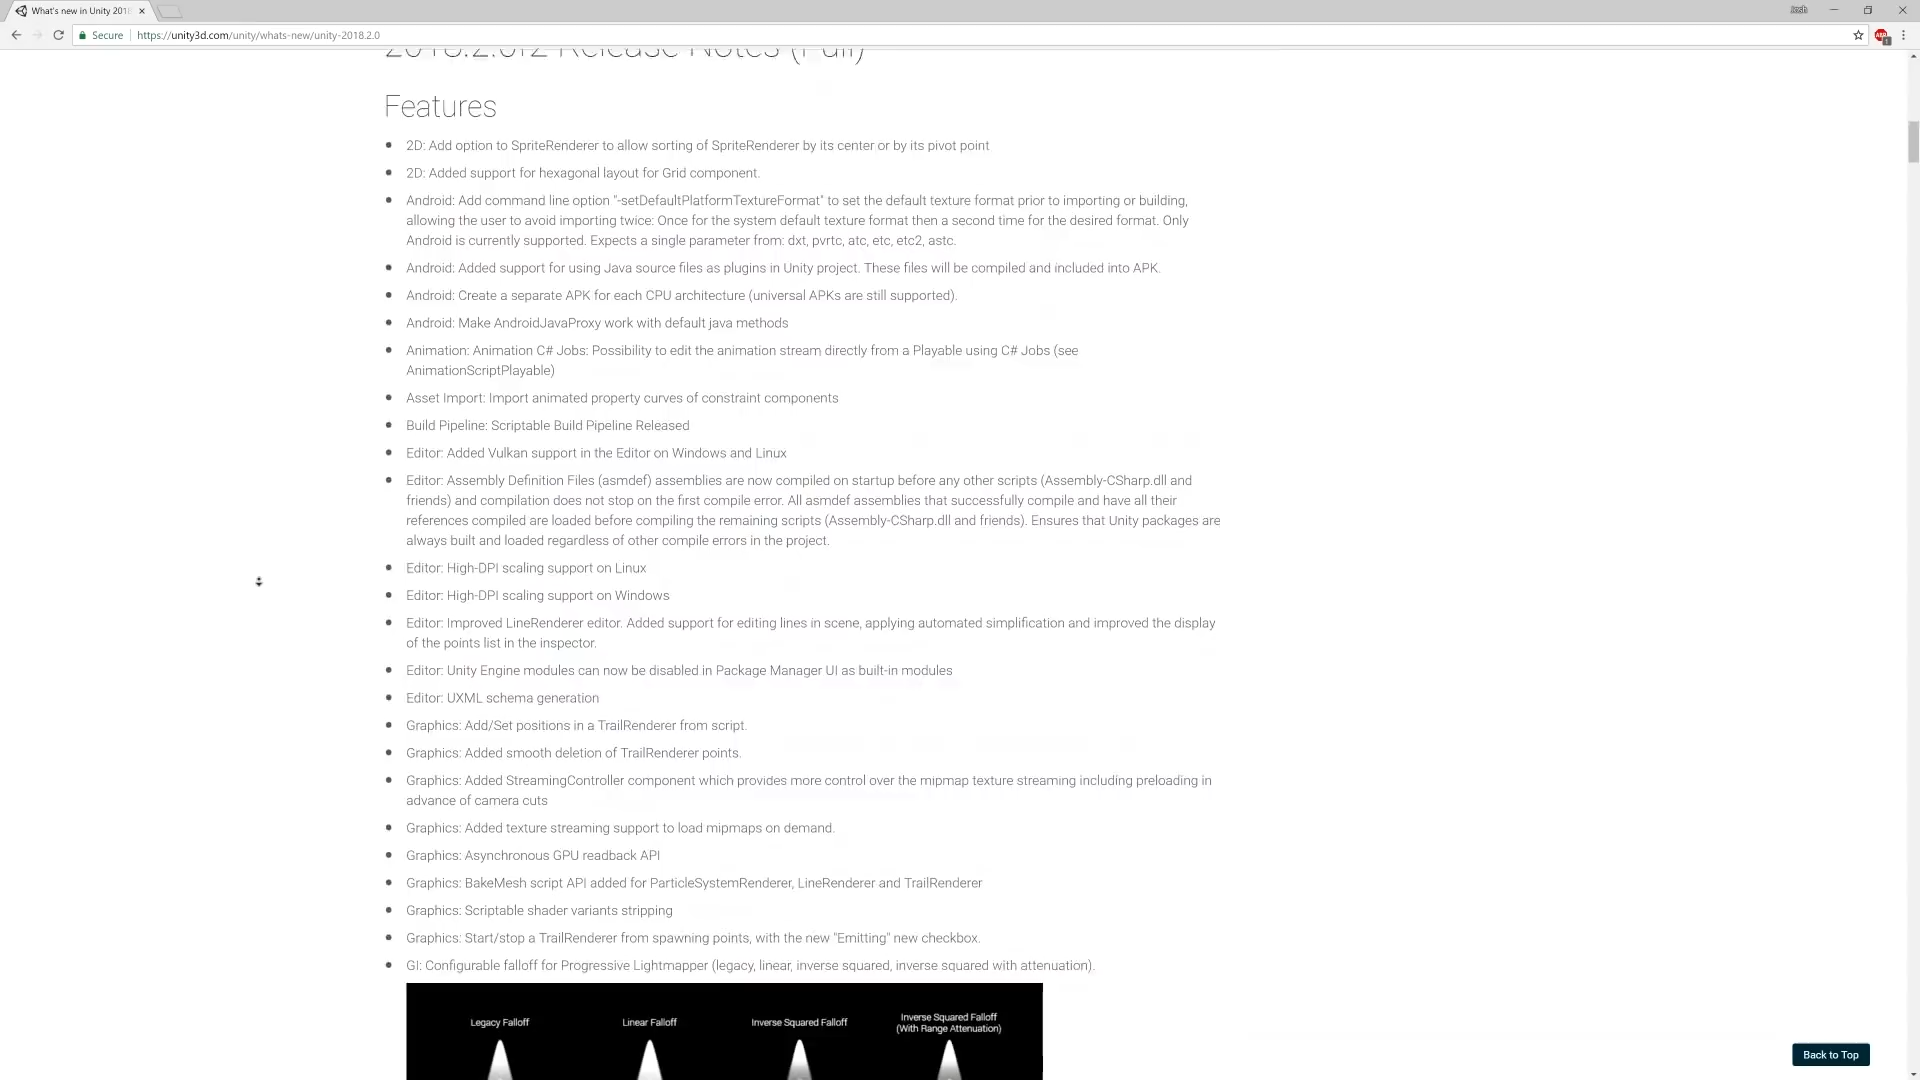 What's new in Unity 201
Josh
Secure
https://unity3d.com/unity/whats-new/unity-2018.2.0
2018.2.0f2 Release Notes (Full)
Features
2D: Add option to SpriteRenderer to allow sorting of SpriteRenderer by its center or by its pivot point
2D: Added support for hexagonal layout for Grid component.
Android: Add command line option "-setDefaultPlatformTextureFormat" to set the default texture format prior to importing or building,
allowing the user to avoid importing twice: Once for the system default texture format then a second time for the desired format. Only
Android is currently supported. Expects a single parameter from: dxt, pvrtc, atc, etc, etc2, astc.
Android: Added support for using Java source files as plugins in Unity project. These files will be compiled and included into APK.
Android: Create a separate APK for each CPU architecture (universal APKs are still supported).
Android: Make AndroidJavaProxy work with default java methods
Animation: Animation C# Jobs: Possibility to edit the animation stream directly from a Playable using C# Jobs (see
AnimationScriptPlayable)
Asset Import: Import animated property curves of constraint components
Build Pipeline: Scriptable Build Pipeline Released
Editor: Added Vulkan support in the Editor on Windows and Linux
Editor: Assembly Definition Files (asmdef) assemblies are now compiled on startup before any other scripts (Assembly-CSharp.dll and
friends) and compilation does not stop on the first compile error. All asmdef assemblies that successfully compile and have all their
references compiled are loaded before compiling the remaining scripts (Assembly-CSharp.dll and friends). Ensures that Unity packages are
always built and loaded regardless of other compile errors in the project.
Editor: High-DPI scaling support on Linux
Editor: High-DPI scaling support on Windows
Editor: Improved LineRenderer editor. Added support for editing lines in scene, applying automated simplification and improved the display
of the points list in the inspector.
Editor: Unity Engine modules can now be disabled in Package Manager UI as built-in modules
Editor: UXML schema generation
Graphics: Add/Set positions in a TrailRenderer from script.
Graphics: Added smooth deletion of TrailRenderer points.
Graphics: Added StreamingController component which provides more control over the mipmap texture streaming including preloading in
advance of camera cuts
Graphics: Added texture streaming support to load mipmaps on demand.
Graphics: Asynchronous GPU readback API
Graphics: BakeMesh script API added for ParticleSystemRenderer, LineRenderer and TrailRenderer
Graphics: Scriptable shader variants stripping
Graphics: Start/stop a TrailRenderer from spawning points, with the new "Emitting" new checkbox.
GI: Configurable falloff for Progressive Lightmapper (legacy, linear, inverse squared, inverse squared with attenuation).
Legacy Falloff
Linear Falloff
Inverse Squared Falloff
Inverse Squared Falloff
(With Range Attenuation)
Back to Top